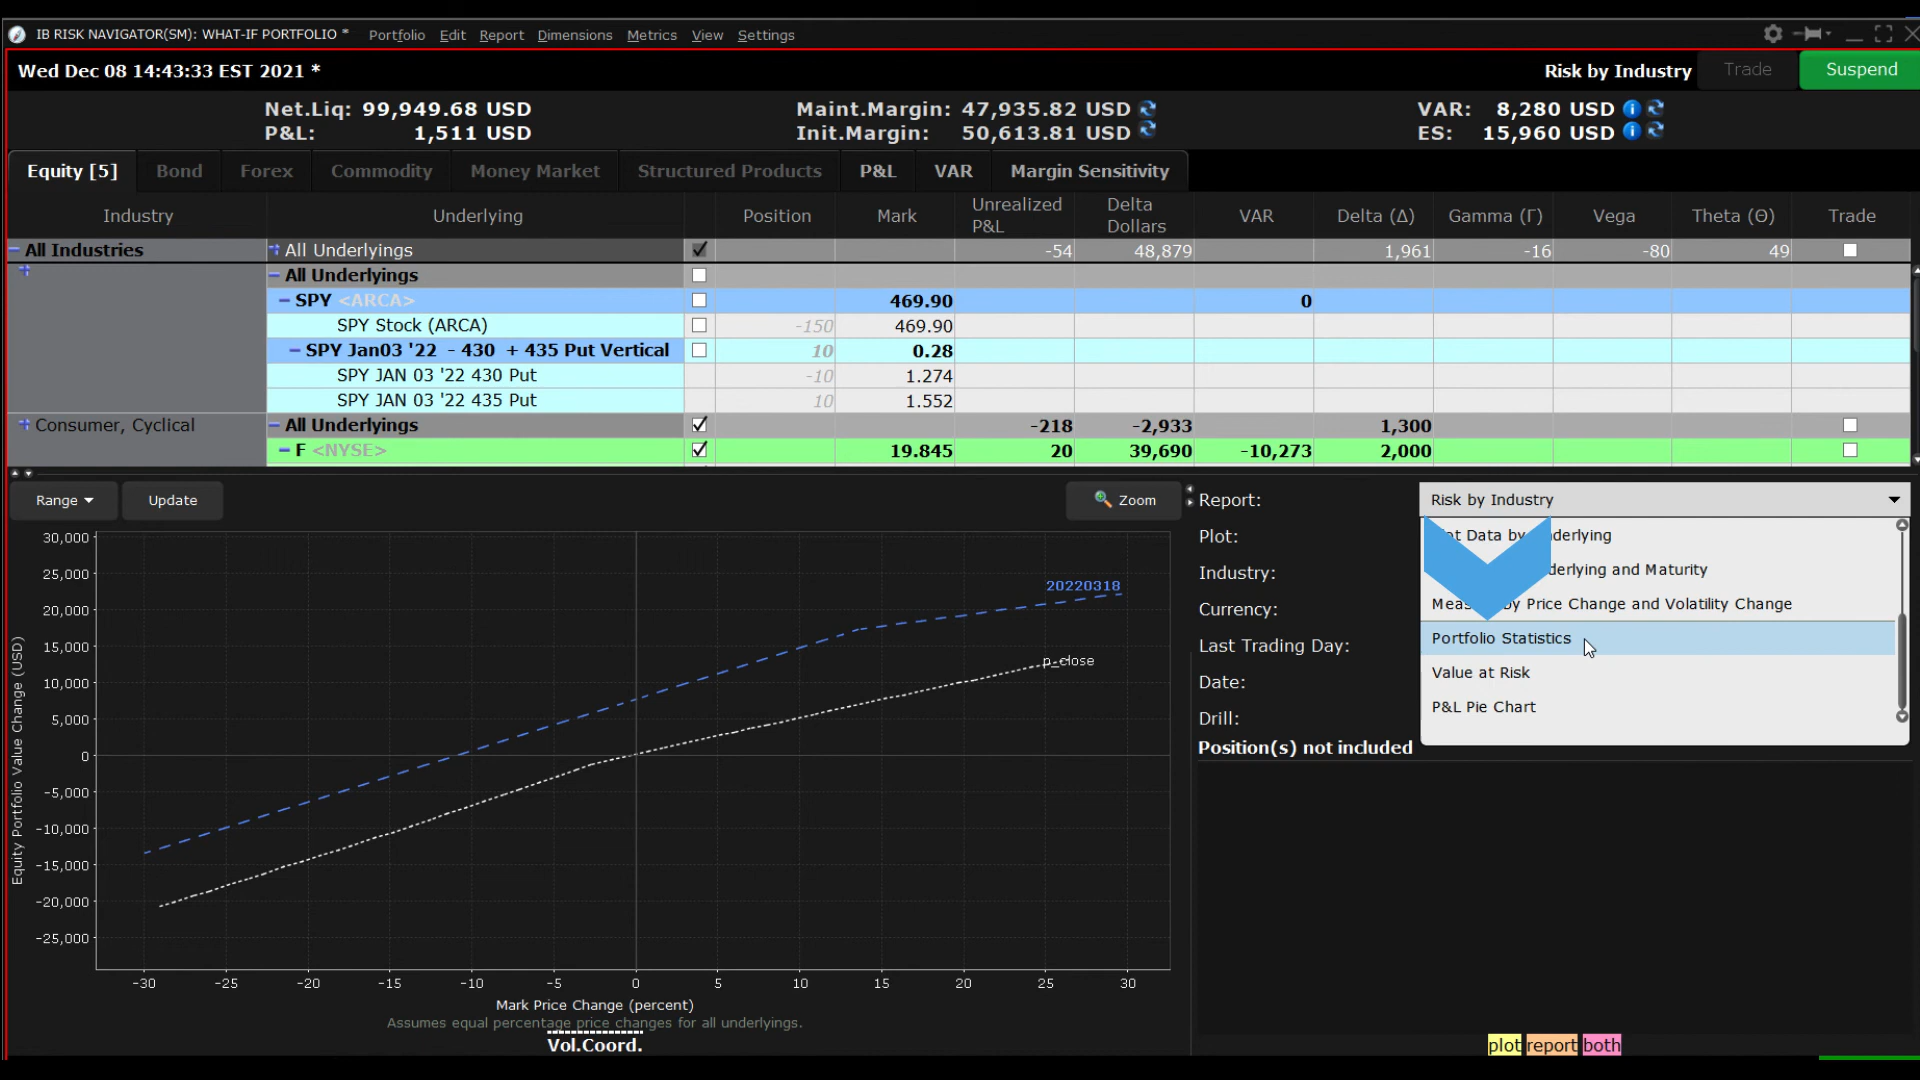 IB RISK NAVIGATOR(SM): WHAT-IF PORTFOLIO * Portfolio Edit Report Dimensions Metrics View Settings
Wed Dec 08 14:43:33 EST 2021 * Risk by Industry Trade Suspend
Net.Liq: 99,949.68 USD Maint.Margin: 47,935.82 USD VAR: 8,280 USD
P&L: 1,511 USD Init.Margin: 50,613.81 USD ES: 15,960 USD
Equity [5] Bond Forex Commodity Money Market Structured Products P&L VAR Margin Sensitivity
Industry Underlying Position Mark Unrealized P&L Delta Dollars VAR Delta (Δ) Gamma (Γ) Vega Theta (Θ) Trade
All Industries All Underlyings -54 48,879 1,961 -16 -80 49
All Underlyings
SPY <ARCA> 469.90 0
SPY Stock (ARCA) -150 469.90
SPY Jan03 '22 - 430 + 435 Put Vertical 10 0.28
SPY JAN 03 '22 430 Put -10 1.274
SPY JAN 03 '22 435 Put 10 1.552
Consumer, Cyclical All Underlyings -218 -2,933 1,300
F <NYSE> 19.845 20 39,690 -10,273 2,000
Range Update Zoom
Report: Risk by Industry
Plot:
Industry:
Currency:
Last Trading Day:
Date:
Drill:
Position(s) not included
Data by
derlying and Maturity
by Price Change and Volatility Change
Portfolio Statistics
Value at Risk
P&L Pie Chart
Equity Portfolio Value Change (USD)
30,000
25,000
20,000
15,000
10,000
5,000
0
-5,000
-10,000
-15,000
-20,000
-25,000
20220318
p_close
-30 -25 -20 -15 -10 -5 0 5 10 15 20 25 30
Mark Price Change (percent)
Assumes equal percentage price changes for all underlyings.
Vol.Coord.
plot report both